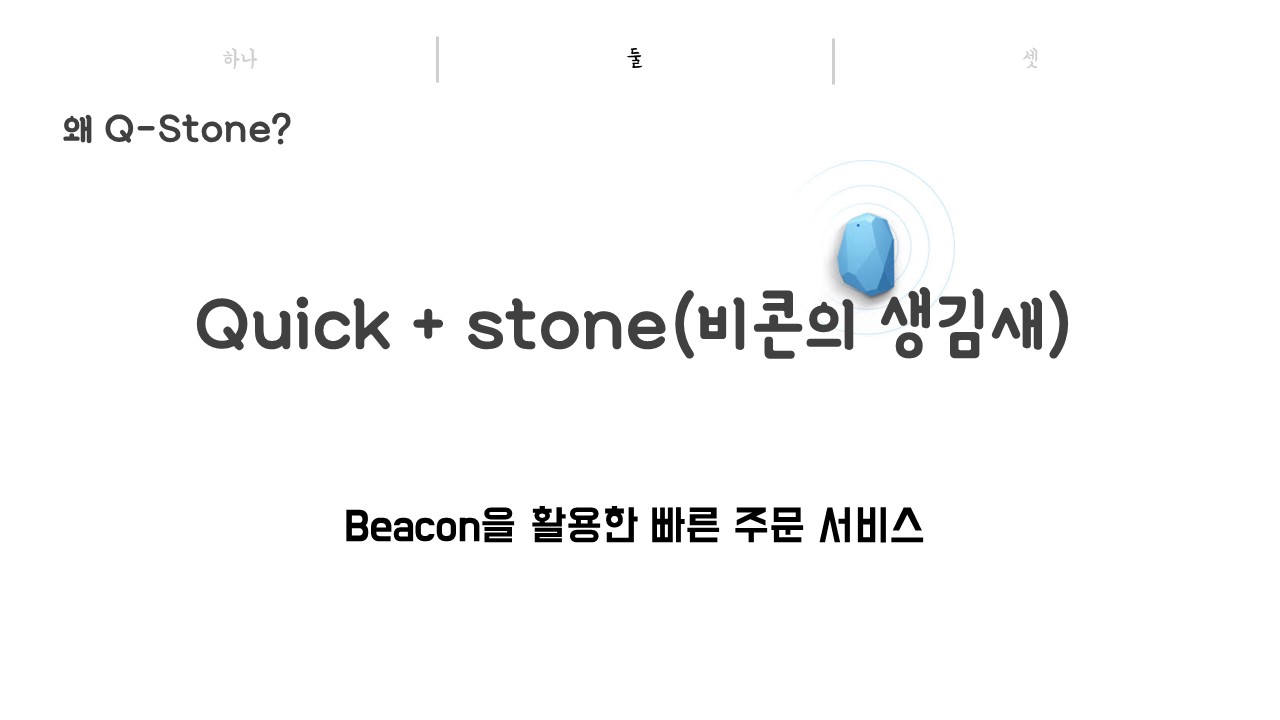 하나
둘
셋
왜 Q-Stone?
Quick + stone(비콘의 생김새)
Beacon을 활용한 빠른 주문 서비스